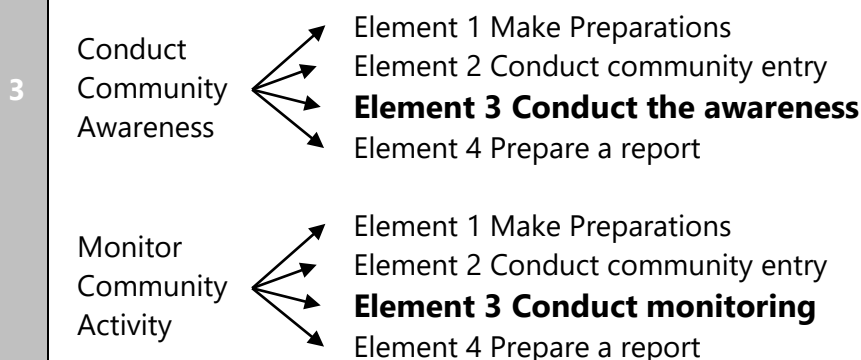 3
Conduct
Community
Awareness
Element 1 Make Preparations
Element 2 Conduct community entry
Element 3 Conduct the awareness
Element 4 Prepare a report
Monitor
Community
Activity
Element 1 Make Preparations
Element 2 Conduct community entry
Element 3 Conduct monitoring
Element 4 Prepare a report